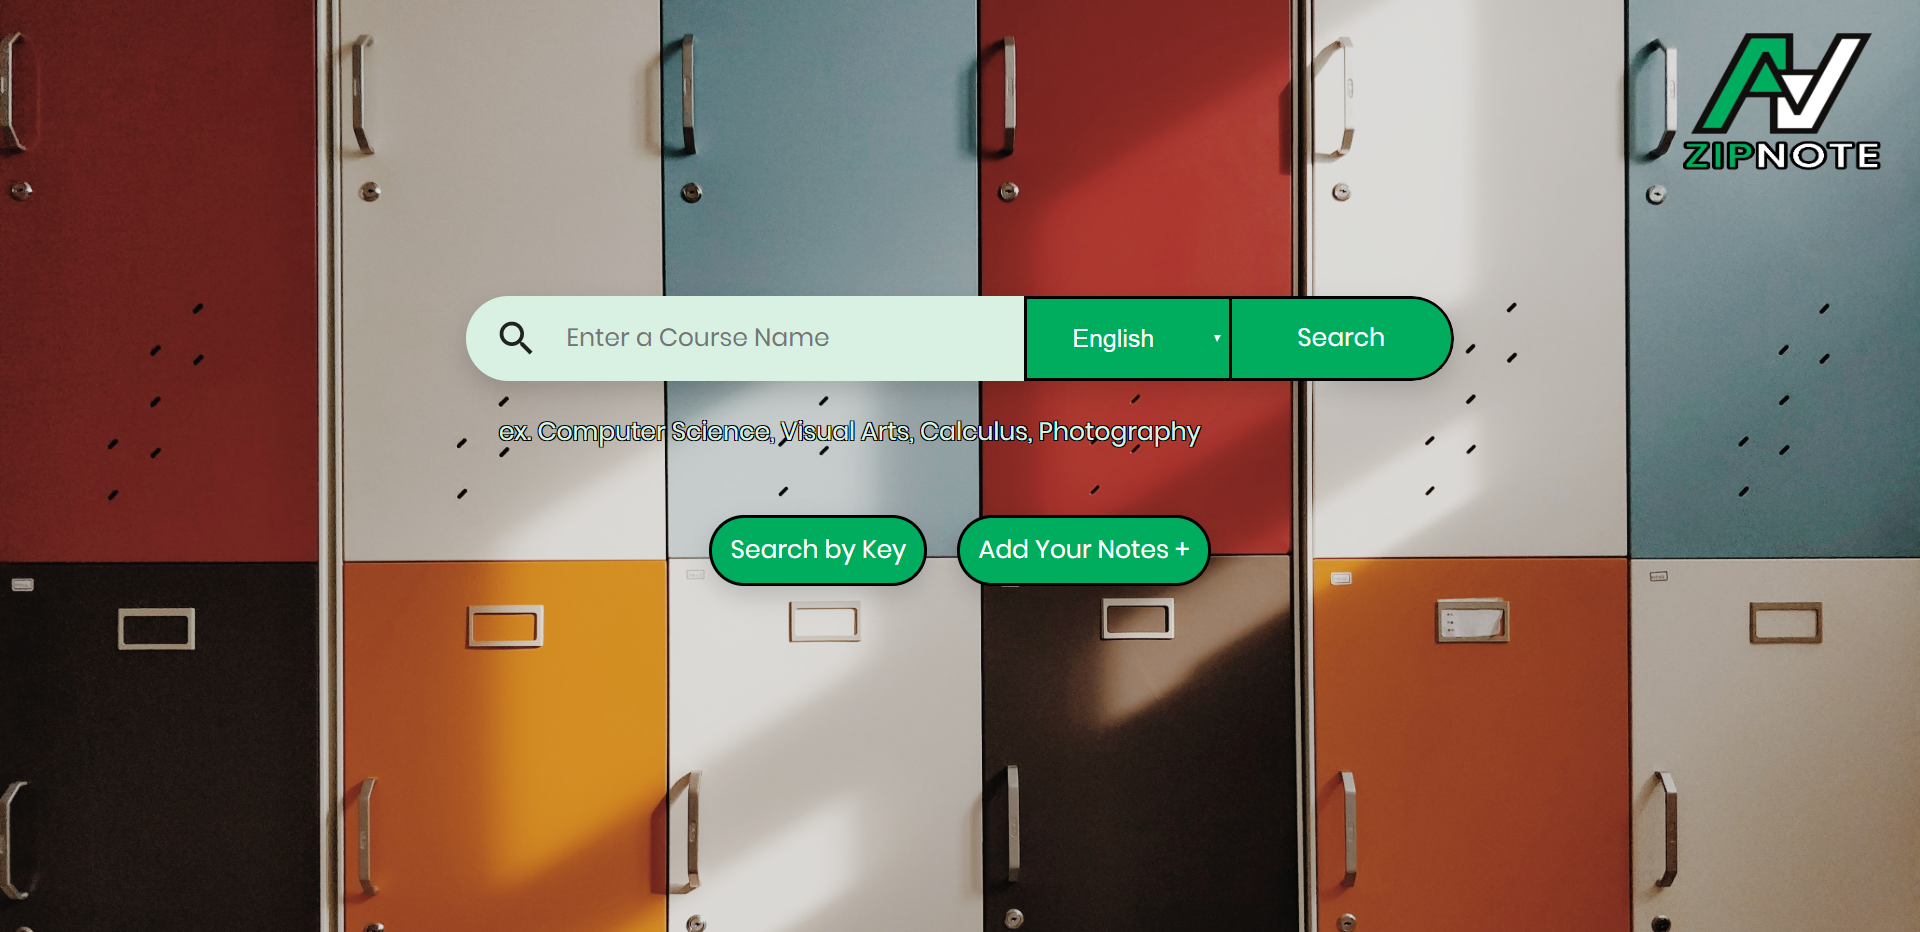 ZIPNOTE
Enter a Course Name
English
Search
ex. Computer Science, Visual Arts, Calculus, Photography
Search by Key
Add Your Notes +